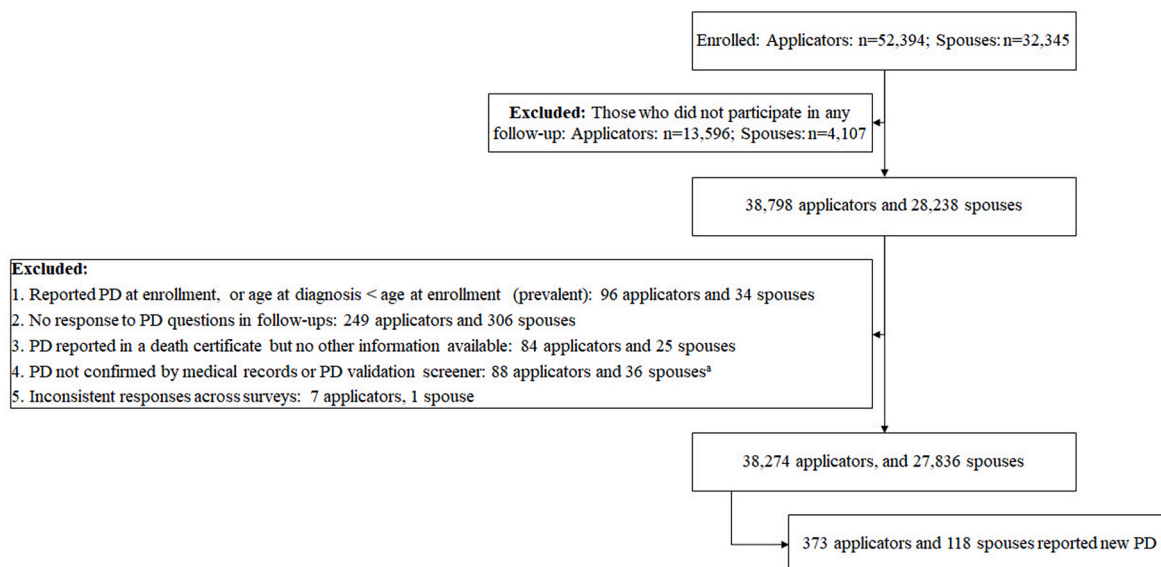 Enrolled: Applicators: n=52,394; Spouses: n=32,345
Excluded: Those who did not participate in any
follow-up: Applicators: n=13,596; Spouses: n=4,107
38,798 applicators and 28,238 spouses
Excluded:
1. Reported PD at enrollment, or age at diagnosis < age at enrollment (prevalent): 96 applicators and 34 spouses
2. No response to PD questions in follow-ups: 249 applicators and 306 spouses
3. PD reported in a death certificate but no other information available: 84 applicators and 25 spouses
4. PD not confirmed by medical records or PD validation screener: 88 applicators and 36 spousesª
5. Inconsistent responses across surveys: 7 applicators, 1 spouse
38,274 applicators, and 27,836 spouses
373 applicators and 118 spouses reported new PD